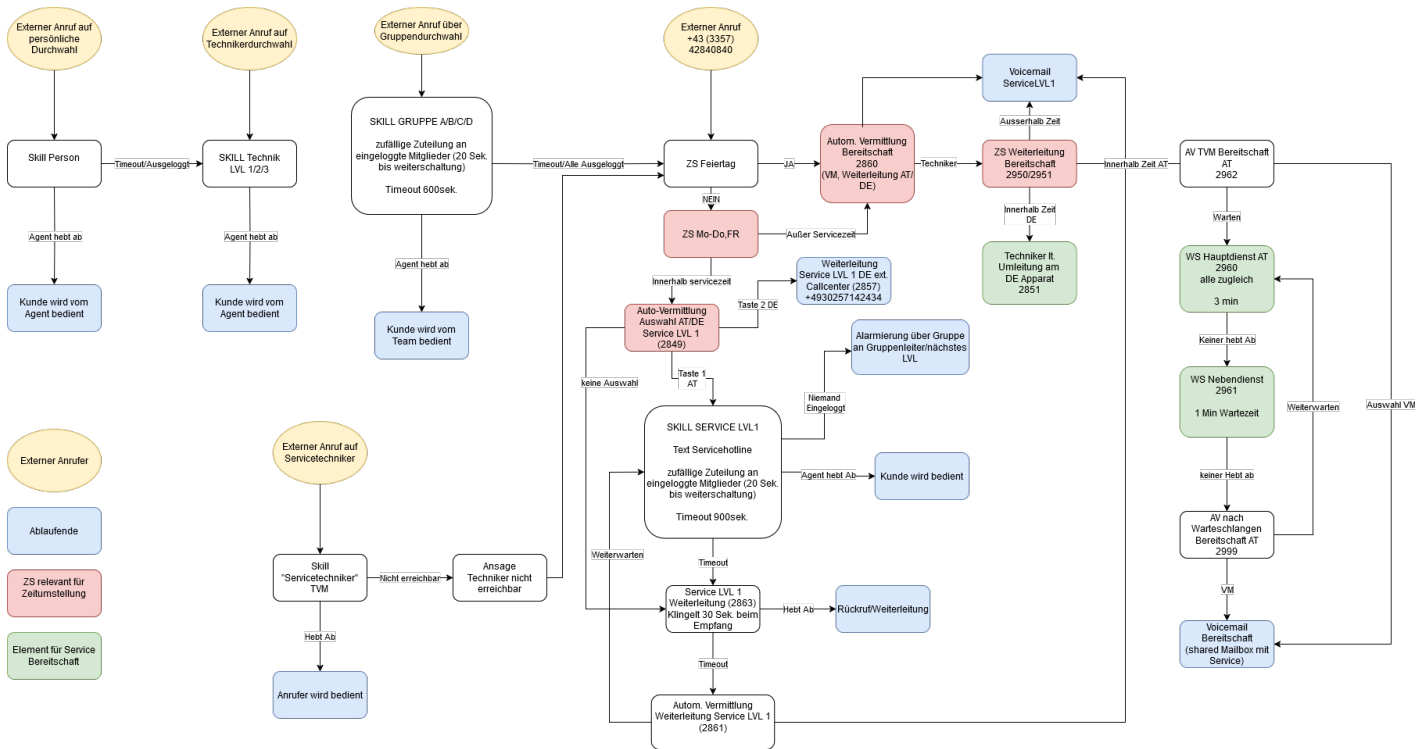 Externer Anruf auf
persönliche
Durchwahl
Externer Anruf auf
Technikerdurchwahl
Externer Anruf über
Gruppendurchwahl
Externer Anruf
+43 (3357)
42840840
Voicemail
ServiceLVL1
Ausserhalb Zeit
SKILL GRUPPE A/B/C/D
zufällige Zuteilung an
eingeloggte Mitglieder (20 Sek.
bis weiterschaltung)
Timeout 600sek.
Skill Person
Timeout/Ausgeloggt
SKILL Technik
LVL 1/2/3
Timeout/Alle Ausgeloggt
ZS Feiertag
JA
Autom. Vermittlung
Bereitschaft
2860
(VM, Weiterleitung AT/
DE)
Techniker
ZS Weiterleitung
Bereitschaft
2950/2951
Innerhalb Zeit AT
AV TVM Bereitschaft
AT
2962
NEIN
Innerhalb Zeit
DE
Warten
Agent hebt ab
Agent hebt ab
Agent hebt ab
ZS Mo-Do,FR
Außer Servicezeit
Techniker lt.
Umleitung am
DE Apparat
2851
WS Hauptdienst AT
2960
alle zugleich
3 min
Innerhalb servicezeit
Weiterleitung
Service LVL 1 DE ext.
Callcenter (2857)
+4930257142434
Kunde wird vom
Agent bedient
Kunde wird vom
Agent bedient
Kunde wird vom
Team bedient
Auto-Vermittlung
Auswahl AT/DE
Service LVL 1
(2849)
Taste 2 DE
Alarmierung über Gruppe
an Gruppenleiter/nächstes
LVL
Keiner hebt Ab
keine Auswahl
Taste 1
AT
Niemand
Eingeloggt
WS Nebendienst
2961
1 Min Wartezeit
Weiterwarten
Auswahl VM
Externer Anrufer
Externer Anruf auf
Servicetechniker
SKILL SERVICE LVL1
Text Servicehotline
zufällige Zuteilung an
eingeloggte Mitglieder (20 Sek.
bis weiterschaltung)
Timeout 900sek.
Agent hebt Ab
Kunde wird bedient
keiner Hebt ab
Ablaufende
AV nach
Warteschlangen
Bereitschaft AT
2999
Weiterwarten
Timeout
ZS relevant für
Zeitumstellung
Skill
"Servicetechniker"
TVM
Nicht erreichbar
Ansage
Techniker nicht
erreichbar
VM
Service LVL 1
Weiterleitung (2863)
Klingelt 30 Sek. beim
Empfang
Hebt Ab
Rückruf/Weiterleitung
Element für Service
Bereitschaft
Hebt Ab
Voicemail
Bereitschaft
(shared Mailbox mit
Service)
Timeout
Anrufer wird bedient
Autom. Vermittlung
Weiterleitung Service LVL 1
(2861)